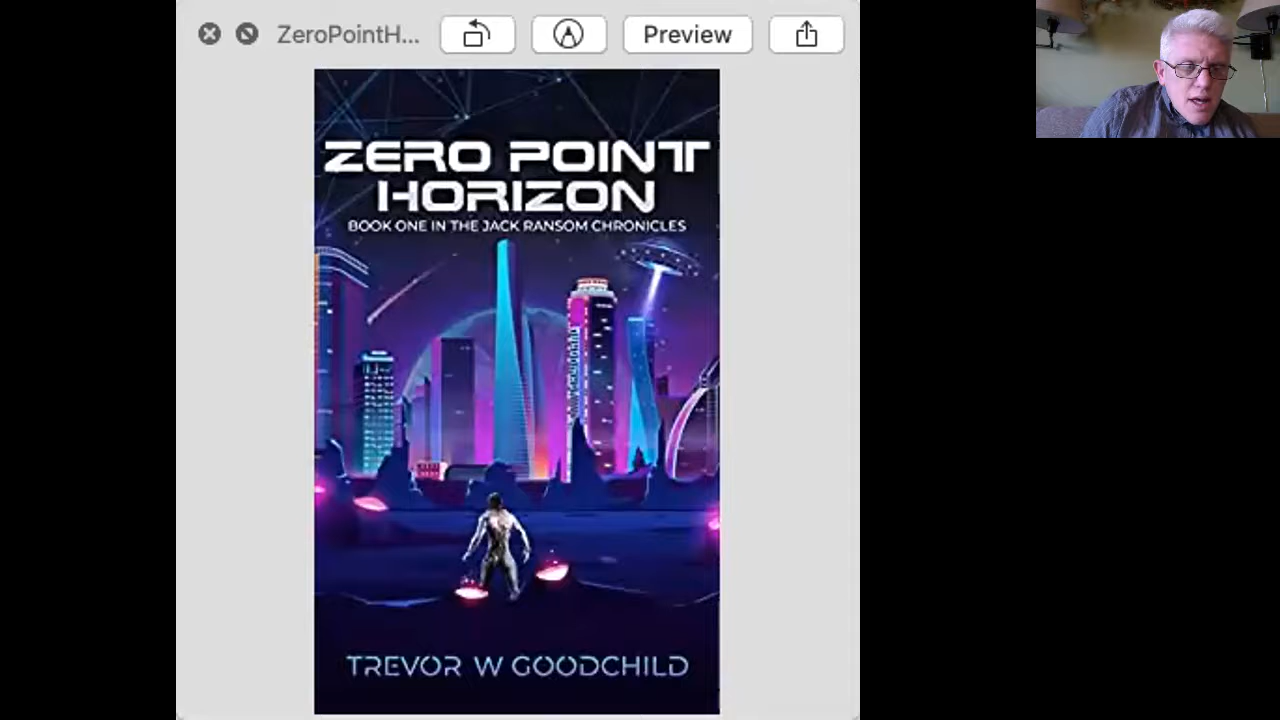 ZeroPointH...
Preview
ZERO POINT
HORIZON
BOOK ONE IN THE JACK RANSOM CHRONICLES
TREVOR W GOODCHILD